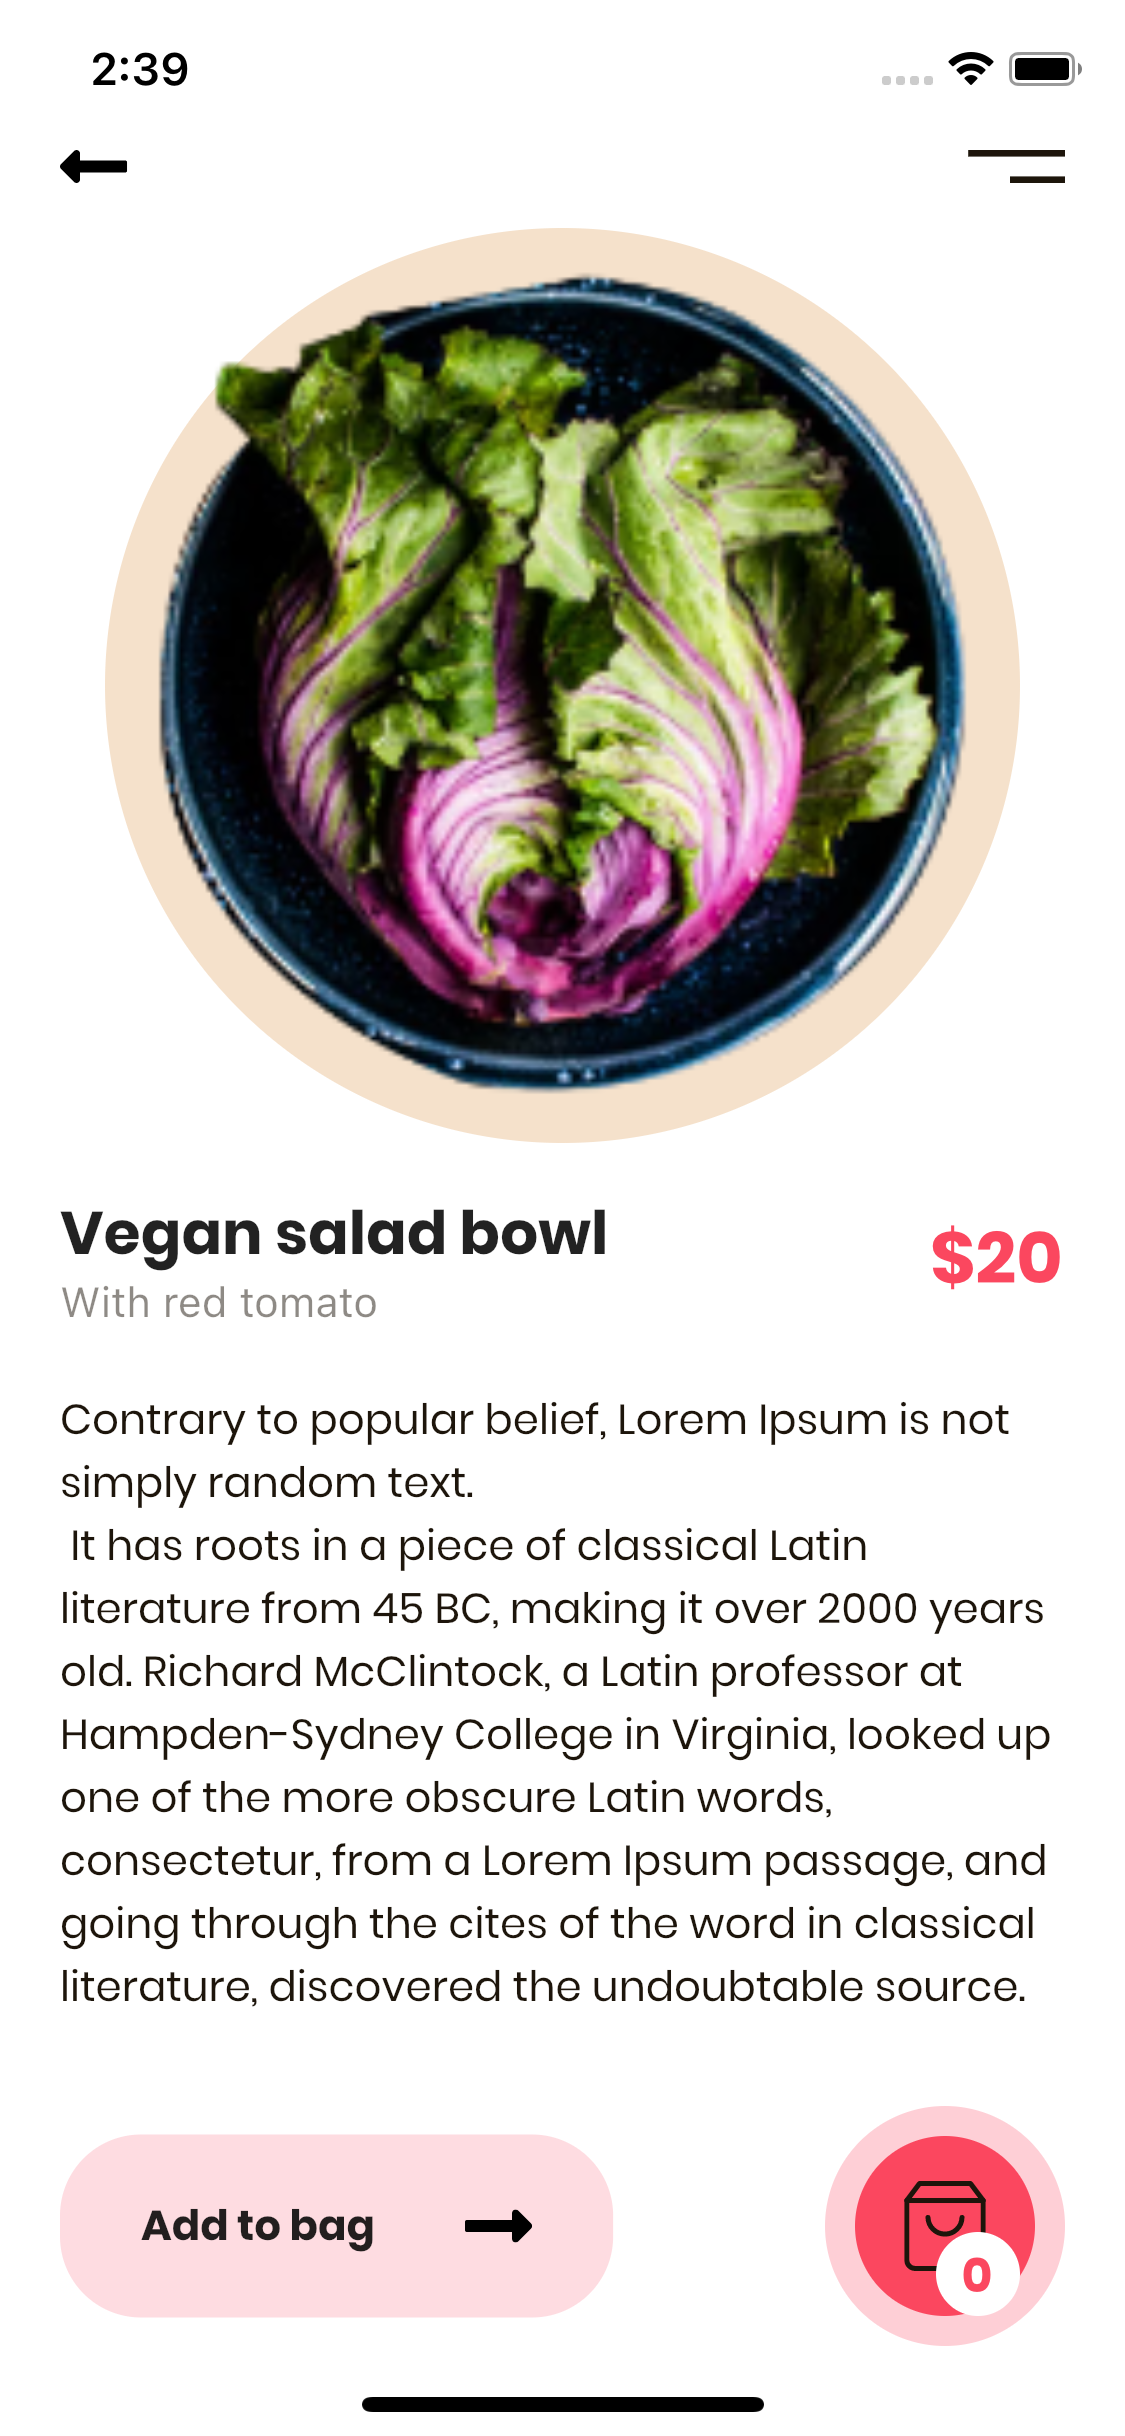 2:39
Vegan salad bowl
$20
With red tomato
Contrary to popular belief, Lorem Ipsum is not
simply random text.
It has roots in a piece of classical Latin
literature from 45 BC, making it over 2000 years
old. Richard McClintock, a Latin professor at
Hampden-Sydney College in Virginia, looked up
one of the more obscure Latin words,
consectetur, from a Lorem Ipsum passage, and
going through the cites of the word in classical
literature, discovered the undoubtable source.
Add to bag
0